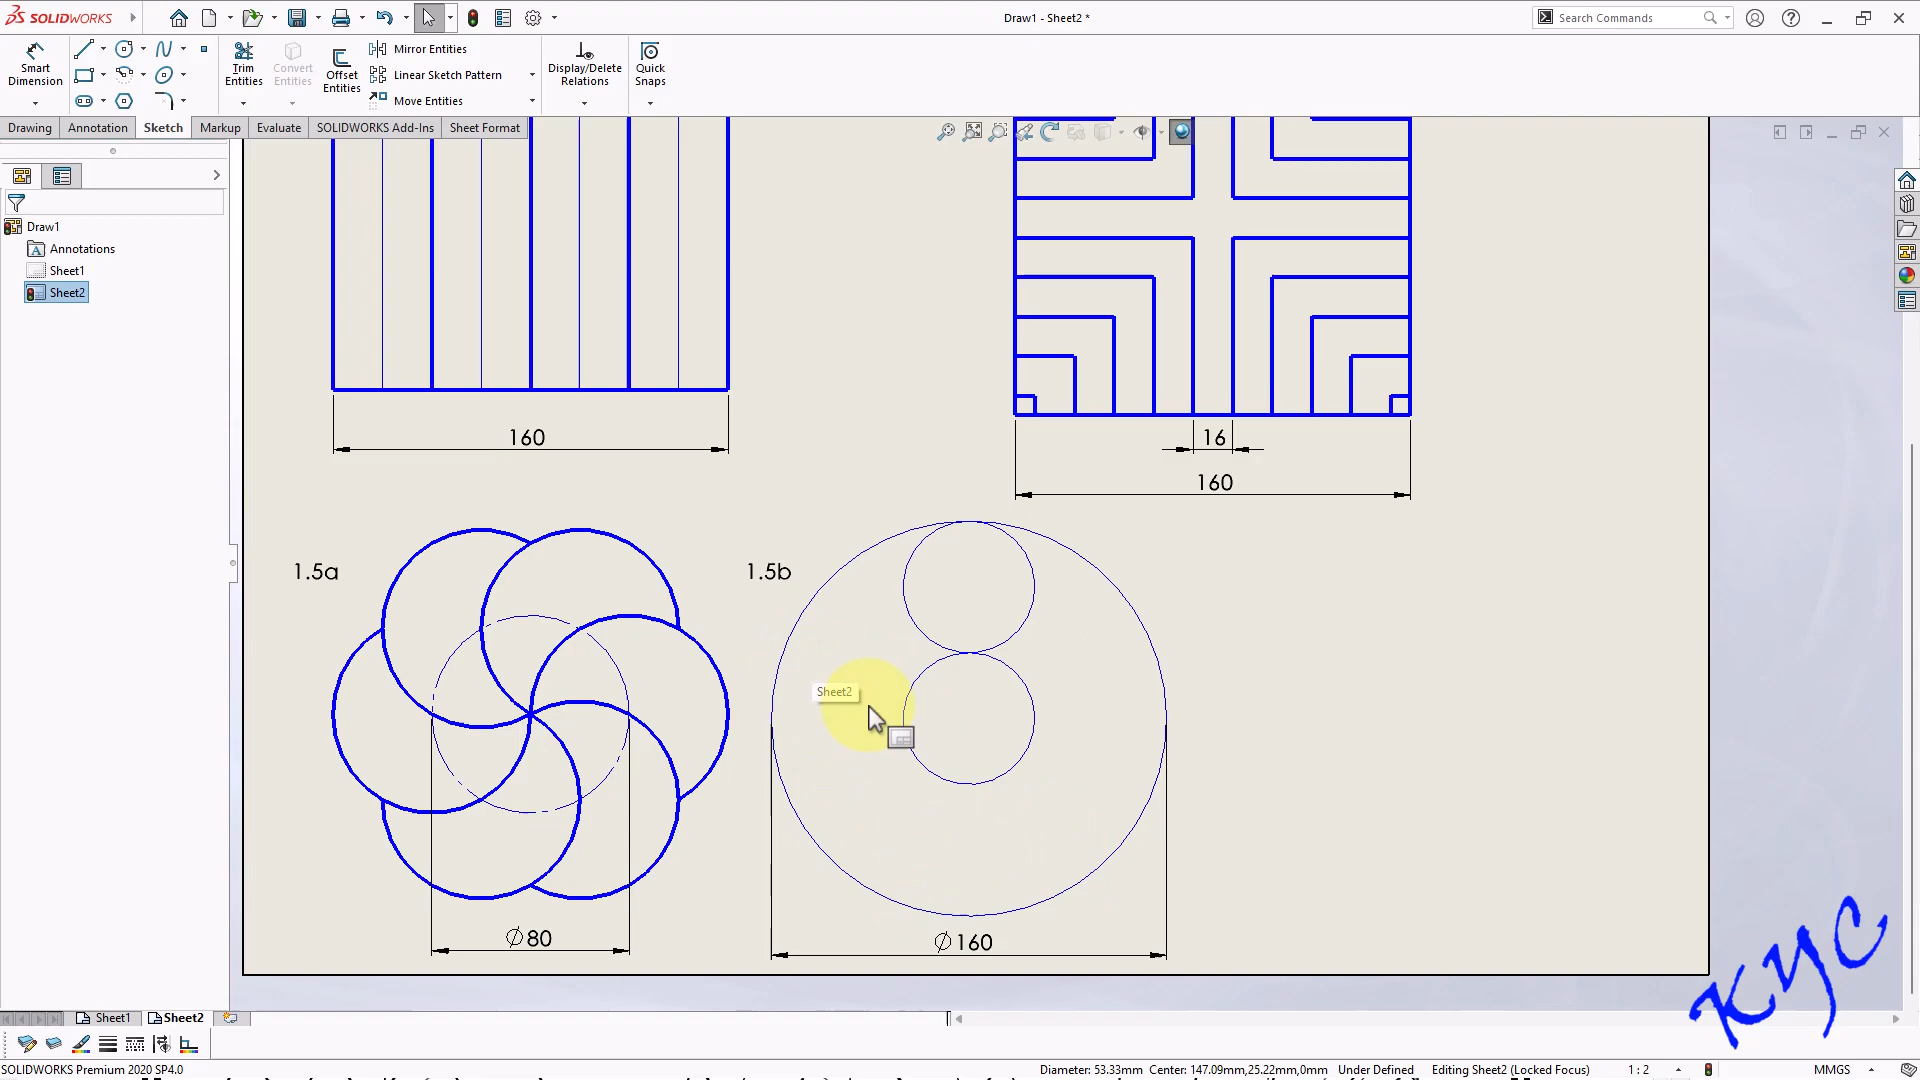 SOLIDWORKS
Draw1 - Sheet2 *
Search Commands
Smart Dimension
Trim Entities
Convert Entities
Offset Entities
Mirror Entities
Linear Sketch Pattern
Move Entities
Display/Delete Relations
Quick Snaps
Drawing
Annotation
Sketch
Markup
Evaluate
SOLIDWORKS Add-Ins
Sheet Format
Draw1
Annotations
Sheet1
Sheet2
160
16
160
1.5a
1.5b
Sheet2
∅80
∅160
KYC
Sheet1
Sheet2
SOLIDWORKS Premium 2020 SP4.0
Diameter: 53.33mm Center: 147.09mm,25.22mm,0mm
Under Defined
Editing Sheet2 (Locked Focus)
1 : 2
MMGS